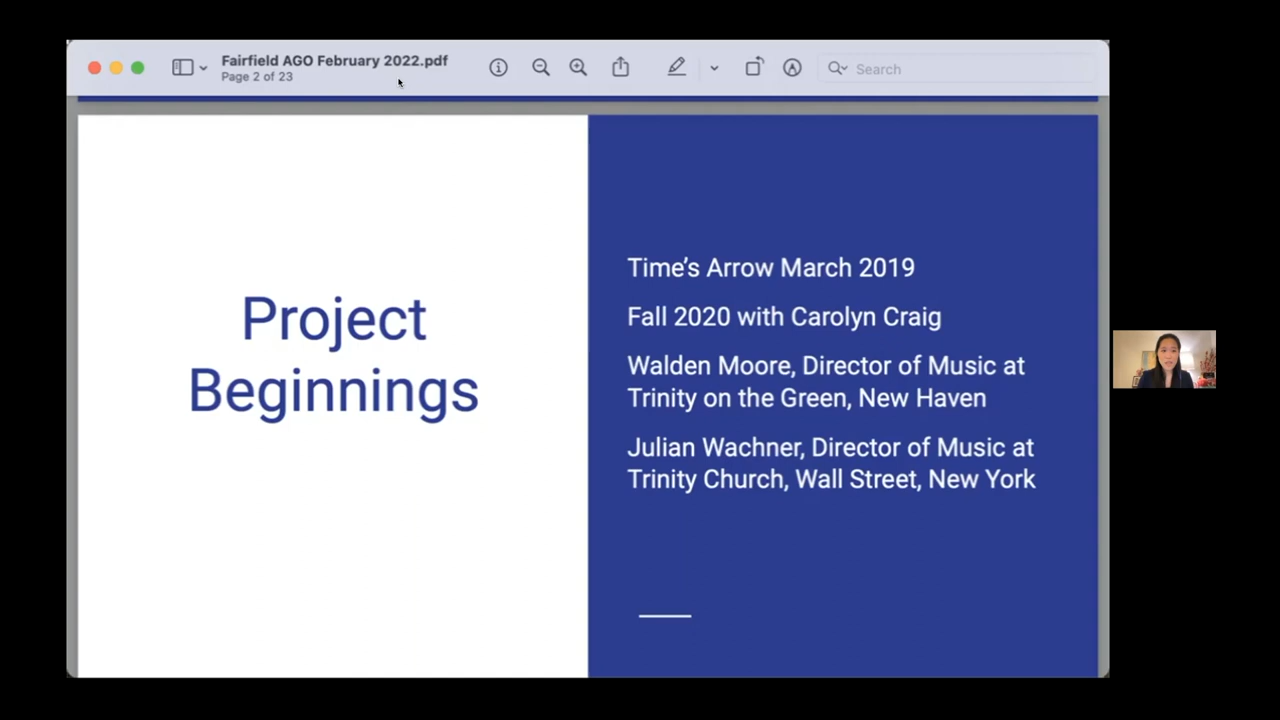 Fairfield AGO February 2022.pdf
Page 2 of 23
Search
Project
Beginnings
Time’s Arrow March 2019
Fall 2020 with Carolyn Craig
Walden Moore, Director of Music at
Trinity on the Green, New Haven
Julian Wachner, Director of Music at
Trinity Church, Wall Street, New York